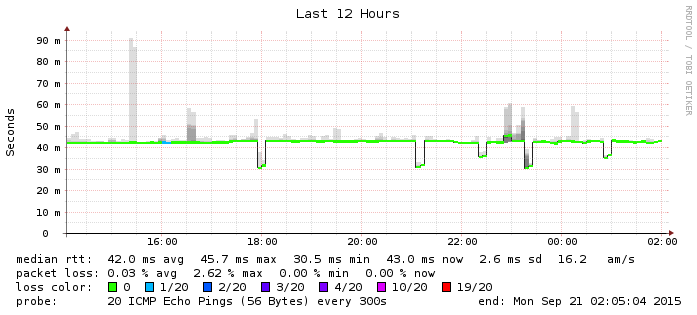 Last 12 Hours
RRDTOOL / TOBI OETIKER
Seconds
90 m
80 m
70 m
60 m
50 m
40 m
30 m
20 m
10 m
0
16:00 18:00 20:00 22:00 00:00 02:00
median rtt: 42.0 ms avg 45.7 ms max 30.5 ms min 43.0 ms now 2.6 ms sd 16.2 am/s
packet loss: 0.03 % avg 2.62 % max 0.00 % min 0.00 % now
loss color: 0 1/20 2/20 3/20 4/20 10/20 19/20
probe: 20 ICMP Echo Pings (56 Bytes) every 300s end: Mon Sep 21 02:05:04 2015